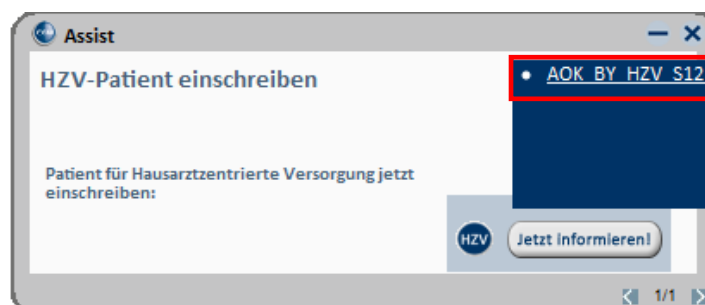 Assist
HZV-Patient einschreiben
• AOK_BY_HZV_S12
Patient für Hausarztzentrierte Versorgung jetzt
einschreiben:
HZV
Jetzt informieren!
1/1